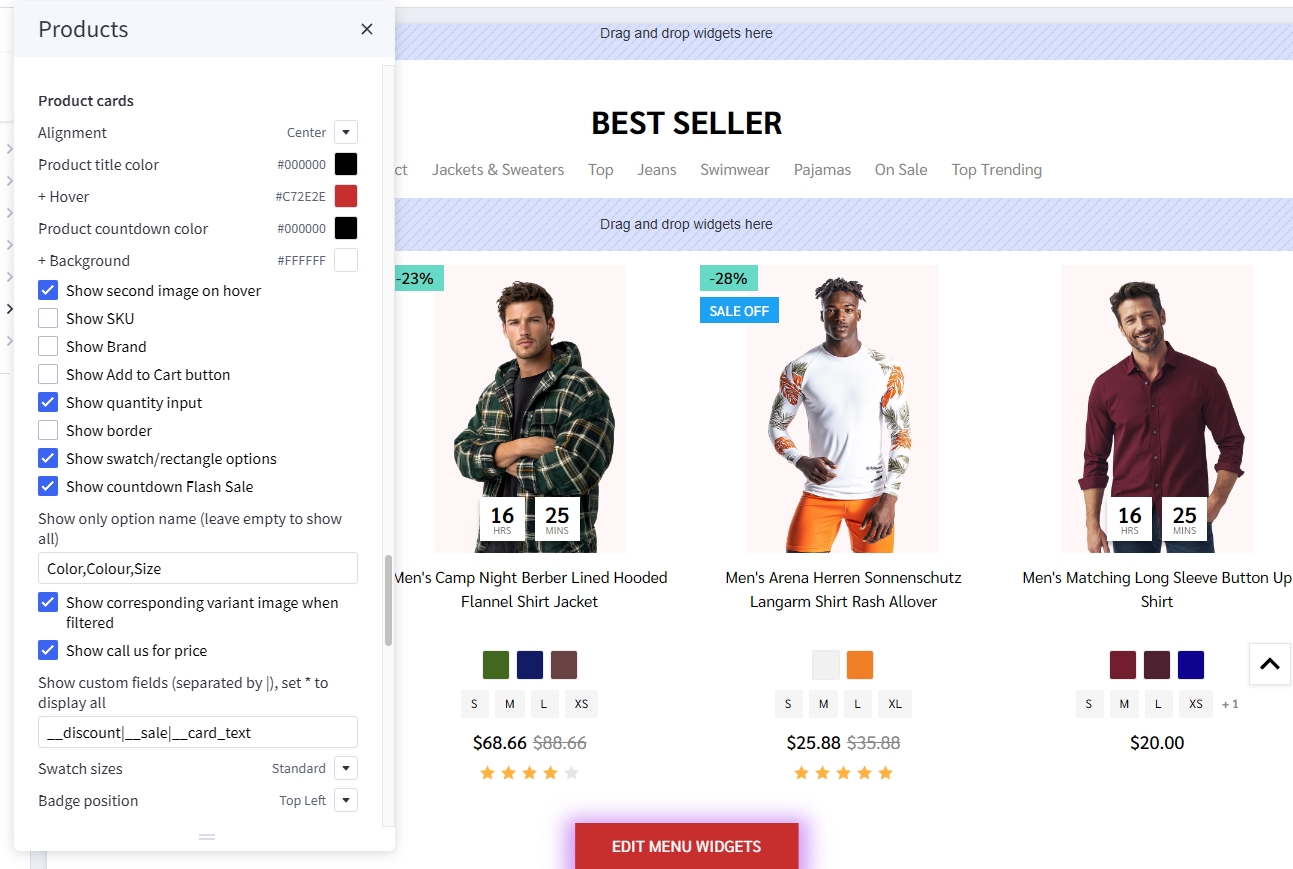 Products
Product cards
Alignment Center
Product title color #000000
+ Hover #C72E2E
Product countdown color #000000
+ Background #FFFFFF
Show second image on hover
Show SKU
Show Brand
Show Add to Cart button
Show quantity input
Show border
Show swatch/rectangle options
Show countdown Flash Sale
Show only option name (leave empty to show
all)
Color,Colour,Size
Show corresponding variant image when
filtered
Show call us for price
Show custom fields (separated by |), set * to
display all
__discount|__sale|__card_text
Swatch sizes Standard
Badge position Top Left
Drag and drop widgets here
BEST SELLER
ct Jackets & Sweaters Top Jeans Swimwear Pajamas On Sale Top Trending
Drag and drop widgets here
-23%
16 25
HRS MINS
Men's Camp Night Berber Lined Hooded
Flannel Shirt Jacket
S M L XS
$68.66 $88.66
-28%
SALE OFF
Men's Arena Herren Sonnenschutz
Langarm Shirt Rash Allover
S M L XL
$25.88 $35.88
16 25
HRS MINS
Men's Matching Long Sleeve Button Up
Shirt
S M L XS + 1
$20.00
EDIT MENU WIDGETS